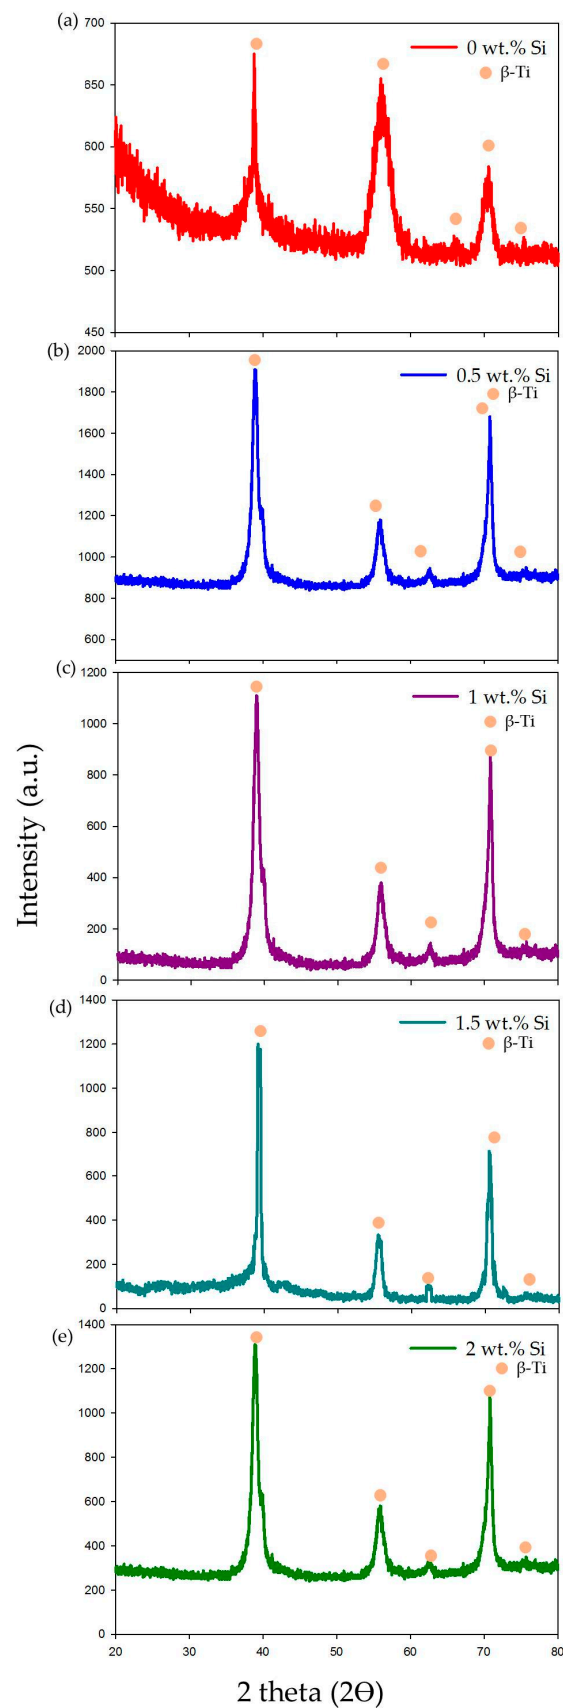 (a)
700
650
600
550
500
450
0 wt.% Si
β-Ti
(b)
2000
1800
1600
1400
1200
1000
800
600
0.5 wt.% Si
β-Ti
(c)
1200
1000
800
600
400
200
0
1 wt.% Si
β-Ti
Intensity (a.u.)
(d)
1400
1200
1000
800
600
400
200
0
1.5 wt.% Si
β-Ti
(e)
1400
1200
1000
800
600
400
200
0
2 wt.% Si
β-Ti
20 30 40 50 60 70 80
2 theta (2Θ)